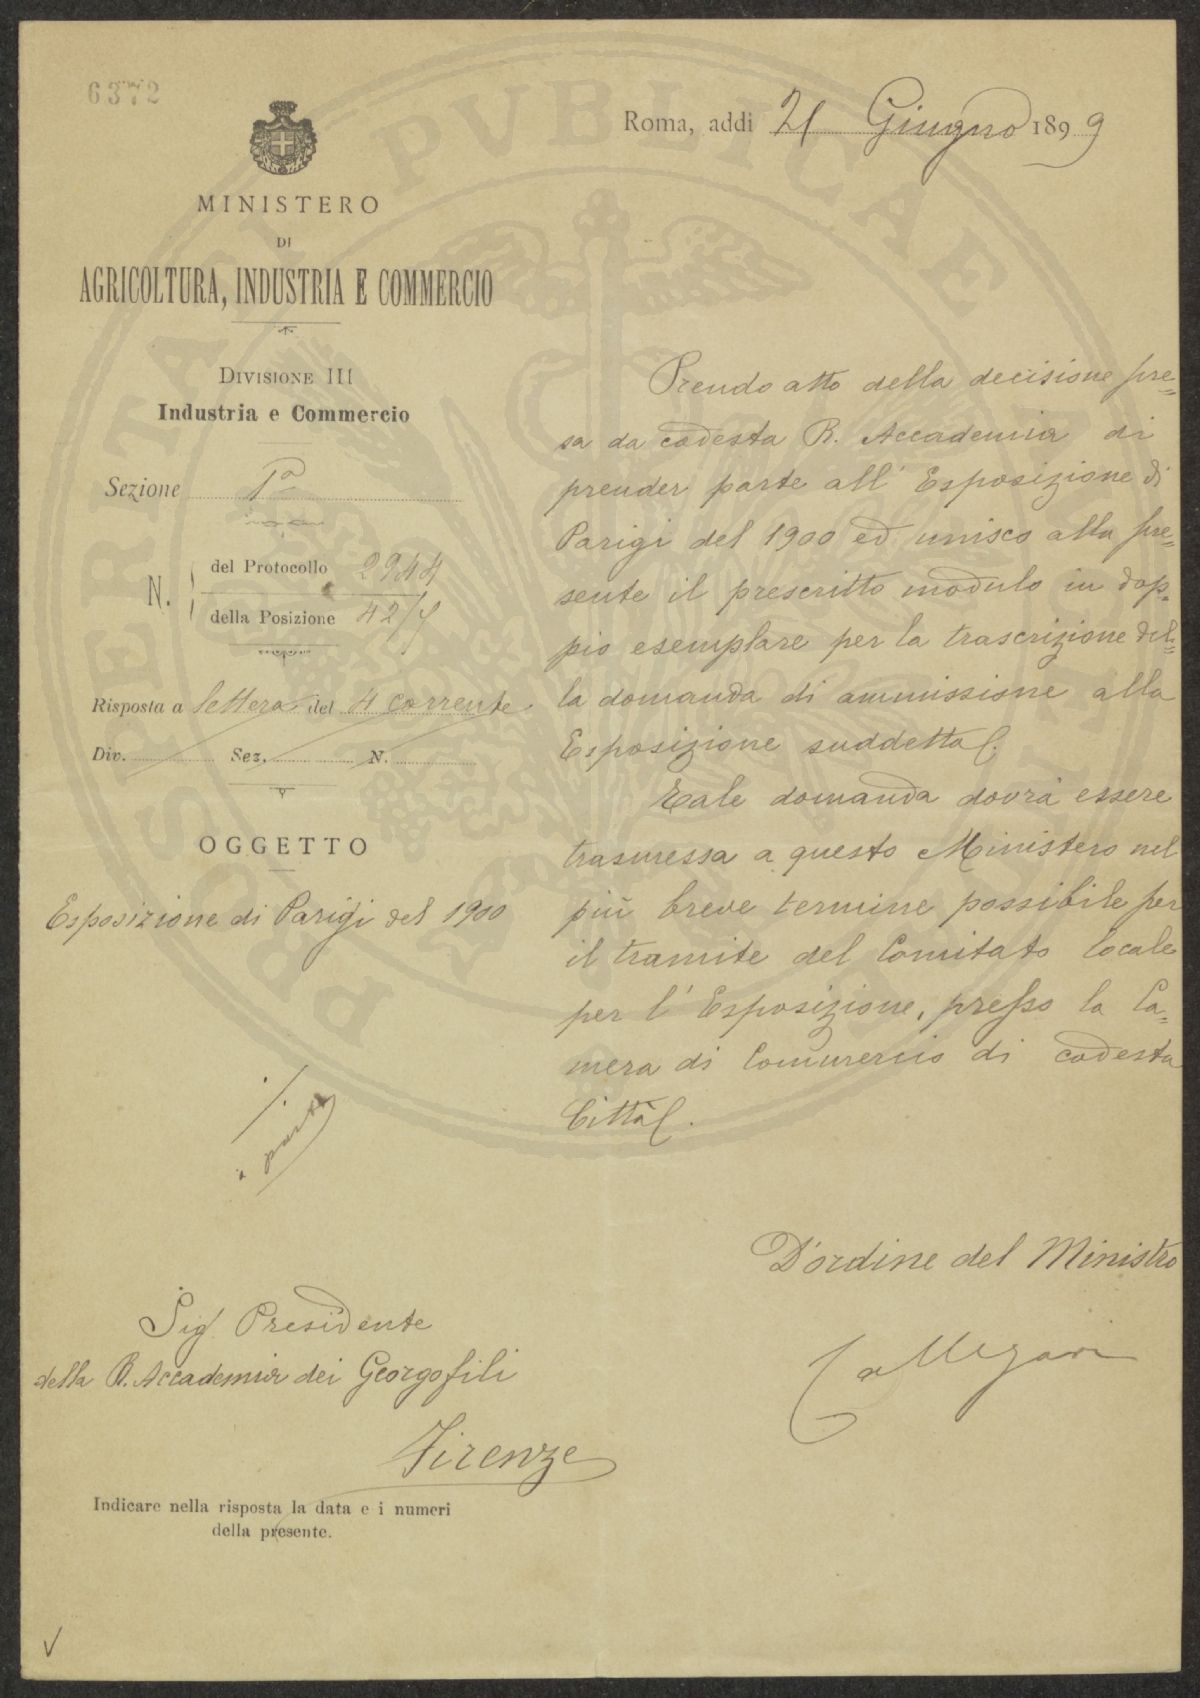 6372
Roma, addì 21 Giugno 1899
MINISTERO
DI
AGRICOLTURA, INDUSTRIA E COMMERCIO
DIVISIONE III
Industria e Commercio
Sezione 1ª
N.
del Protocollo 2944
della Posizione 42/
Risposta a lettera del 4 corrente
Div. Sez. N.
OGGETTO
Esposizione di Parigi del 1900
Prendo atto della decisione pre=
sa da codesta R. Accademia di
prender parte all' Esposizione di
Parigi del 1900 ed unisco alla pre=
sente il prescritto modulo in dop=
pio esemplare per la trascrizione del=
la domanda di ammissione alla
Esposizione suddetta.
Tale domanda dovrà essere
trasmessa a questo Ministero nel
più breve termine possibile per
il tramite del Comitato locale
per l' Esposizione, presso la Ca=
mera di Commercio di codesta
Città.
D'ordine del Ministro
Callegari
Sig. Presidente
della R. Accademia dei Georgofili
Firenze
Indicare nella risposta la data e i numeri
della presente.
PROSPERITATI PUBLICAE AUGENDAE